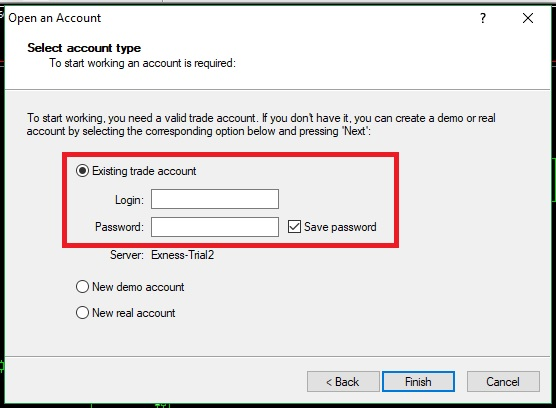 Open an Account
?
Select account type
To start working an account is required:
To start working, you need a valid trade account. If you don't have it, you can create a demo or real
account by selecting the corresponding option below and pressing 'Next':
Existing trade account
Login:
Password: Save password
Server: Exness-Trial2
New demo account
New real account
< Back Finish Cancel